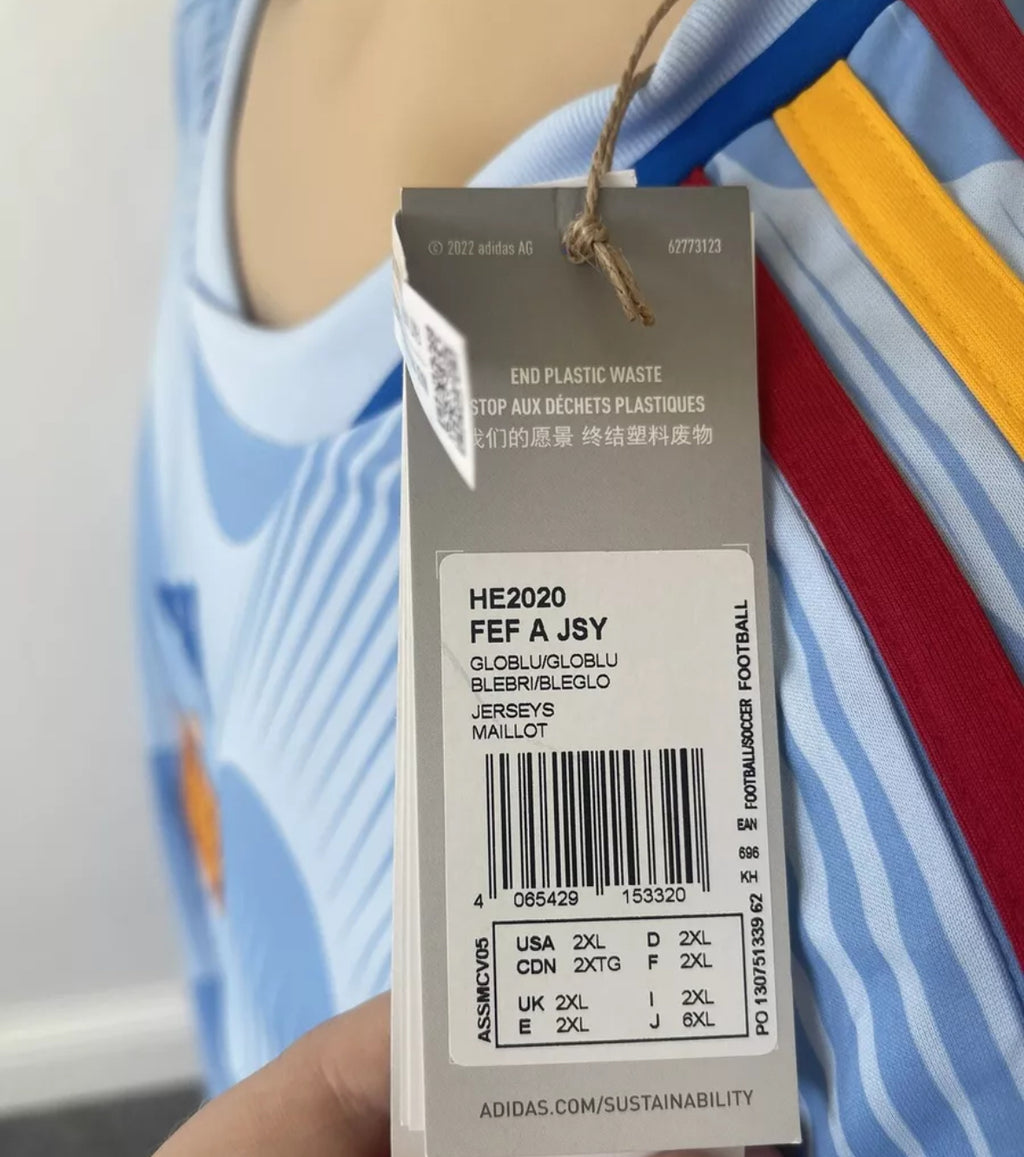 © 2022 adidas AG 62773123
END PLASTIC WASTE
STOP AUX DÉCHETS PLASTIQUES
我们的愿景 终结塑料废物
HE2020
FEF A JSY
GLOBLU/GLOBLU
BLEBRI/BLEGLO
JERSEYS
MAILLOT
4 065429 153320
USA 2XL D 2XL
CDN 2XTG F 2XL
UK 2XL I 2XL
E 2XL J 6XL
ASSMCV05
PO 130751339 62 KH 696 EAN FOOTBALL/SOCCER FOOTBALL
ADIDAS.COM/SUSTAINABILITY